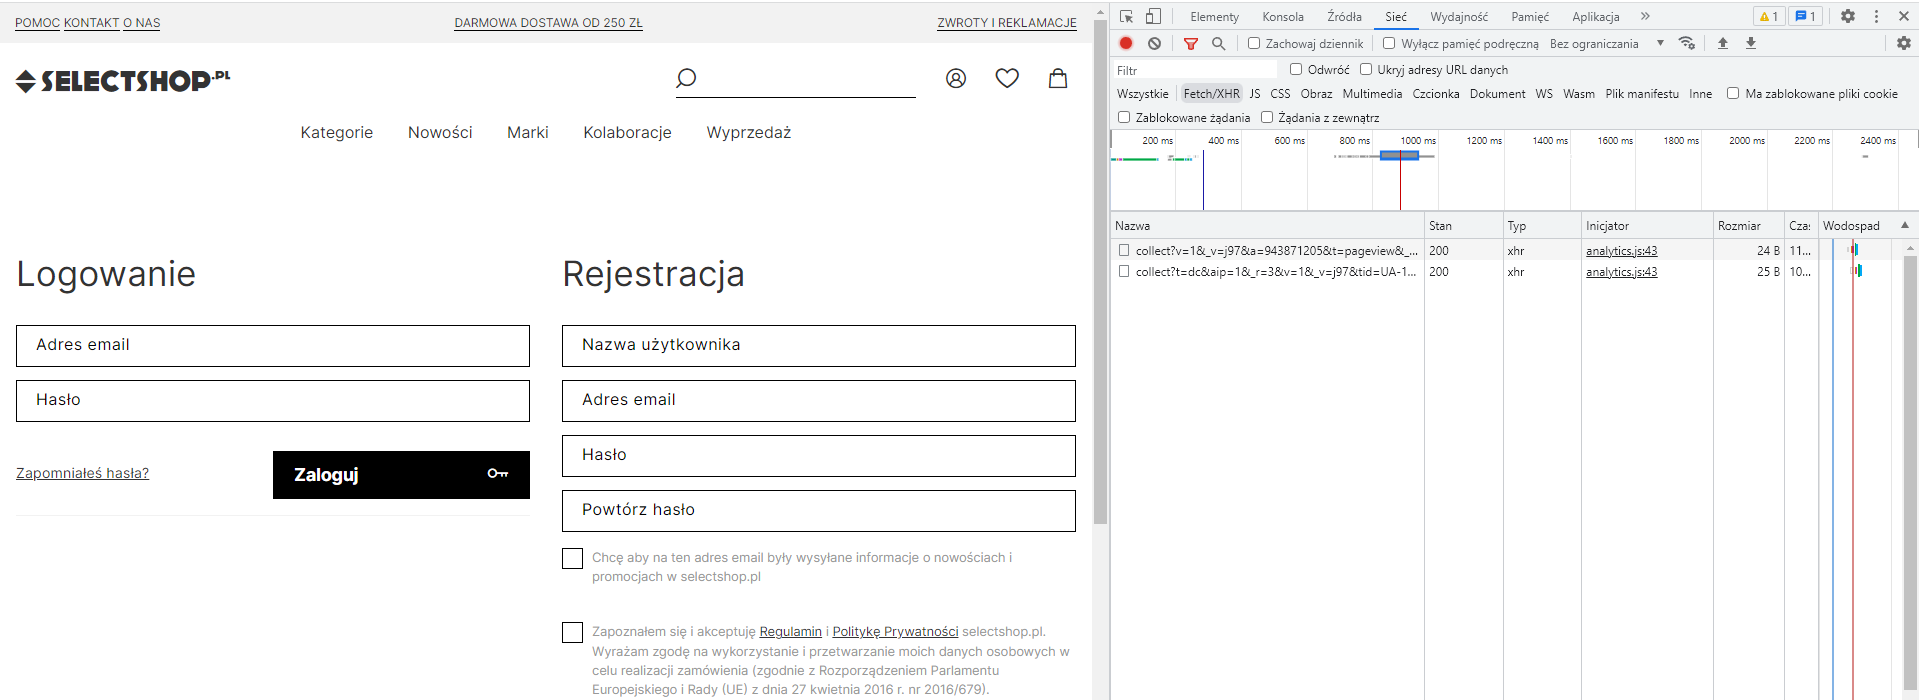 POMOC KONTAKT O NAS
DARMOWA DOSTAWA OD 250 ZŁ
ZWROTY I REKLAMACJE
SELECTSHOP.PL
Kategorie Nowości Marki Kolaboracje Wyprzedaż
Logowanie
Adres email
Hasło
Zapomniałeś hasła?
Zaloguj
Rejestracja
Nazwa użytkownika
Adres email
Hasło
Powtórz hasło
Chcę aby na ten adres email były wysyłane informacje o nowościach i
promocjach w selectshop.pl
Zapoznałem się i akceptuję Regulamin i Politykę Prywatności selectshop.pl.
Wyrażam zgodę na wykorzystanie i przetwarzanie moich danych osobowych w
celu realizacji zamówienia (zgodnie z Rozporządzeniem Parlamentu
Europejskiego i Rady (UE) z dnia 27 kwietnia 2016 r. nr 2016/679).
Elementy Konsola Źródła Sieć Wydajność Pamięć Aplikacja » 1 1
Zachowaj dziennik Wyłącz pamięć podręczną Bez ograniczania
Filtr Odwróć Ukryj adresy URL danych
Wszystkie Fetch/XHR JS CSS Obraz Multimedia Czcionka Dokument WS Wasm Plik manifestu Inne Ma zablokowane pliki cookie
Zablokowane żądania Żądania z zewnątrz
200 ms 400 ms 600 ms 800 ms 1000 ms 1200 ms 1400 ms 1600 ms 1800 ms 2000 ms 2200 ms 2400 ms
Nazwa Stan Typ Inicjator Rozmiar Czas Wodospad
collect?v=1&_v=j97&a=943871205&t=pageview&_... 200 xhr analytics.js:43 24 B 11...
collect?t=dc&aip=1&_r=3&v=1&_v=j97&tid=UA-1... 200 xhr analytics.js:43 25 B 10...